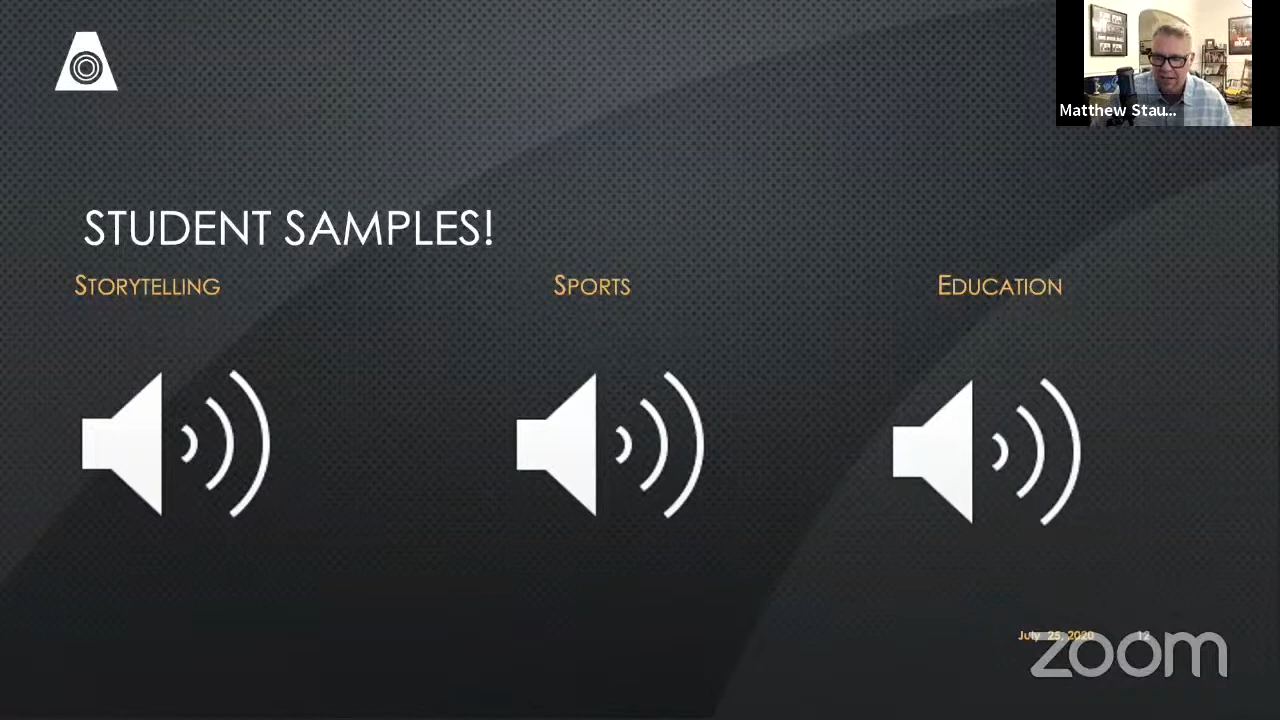 Matthew Stau...
STUDENT SAMPLES!
STORYTELLING
SPORTS
EDUCATION
July 25, 2020
12
zoom